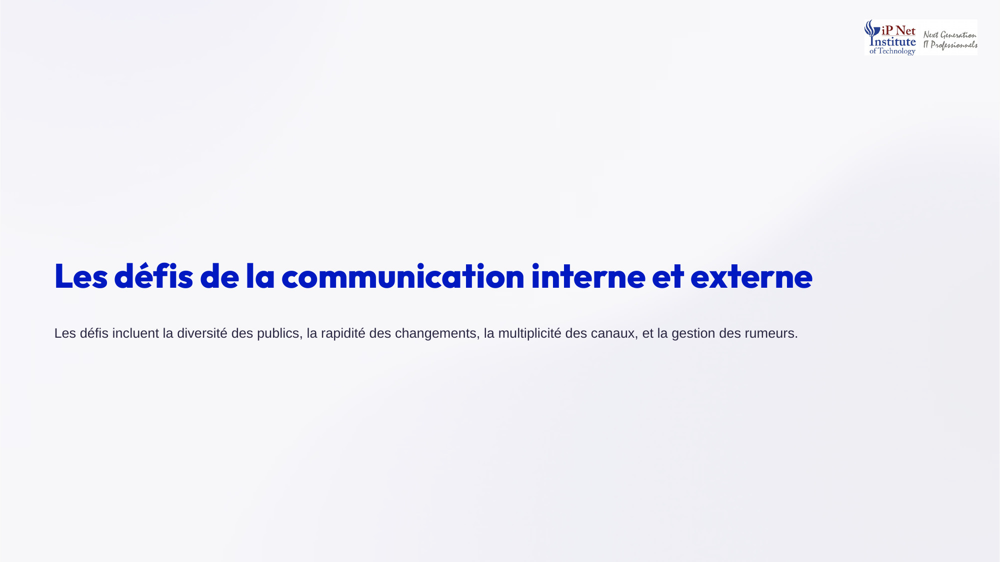 iP Net
Institute
of Technology
Next Generation
IT Professionnels
Les défis de la communication interne et externe
Les défis incluent la diversité des publics, la rapidité des changements, la multiplicité des canaux, et la gestion des rumeurs.